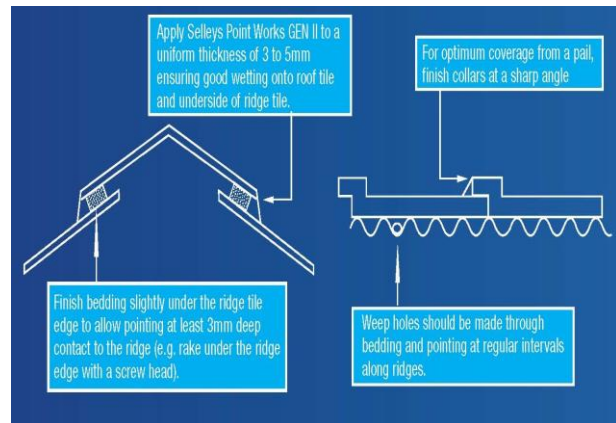 Apply Selleys Point Works GEN II to a
uniform thickness of 3 to 5mm
ensuring good wetting onto roof tile
and underside of ridge tile.
For optimum coverage from a pail,
finish collars at a sharp angle
Finish bedding slightly under the ridge tile
edge to allow pointing at least 3mm deep
contact to the ridge (e.g. rake under the ridge
edge with a screw head).
Weep holes should be made through
bedding and pointing at regular intervals
along ridges.